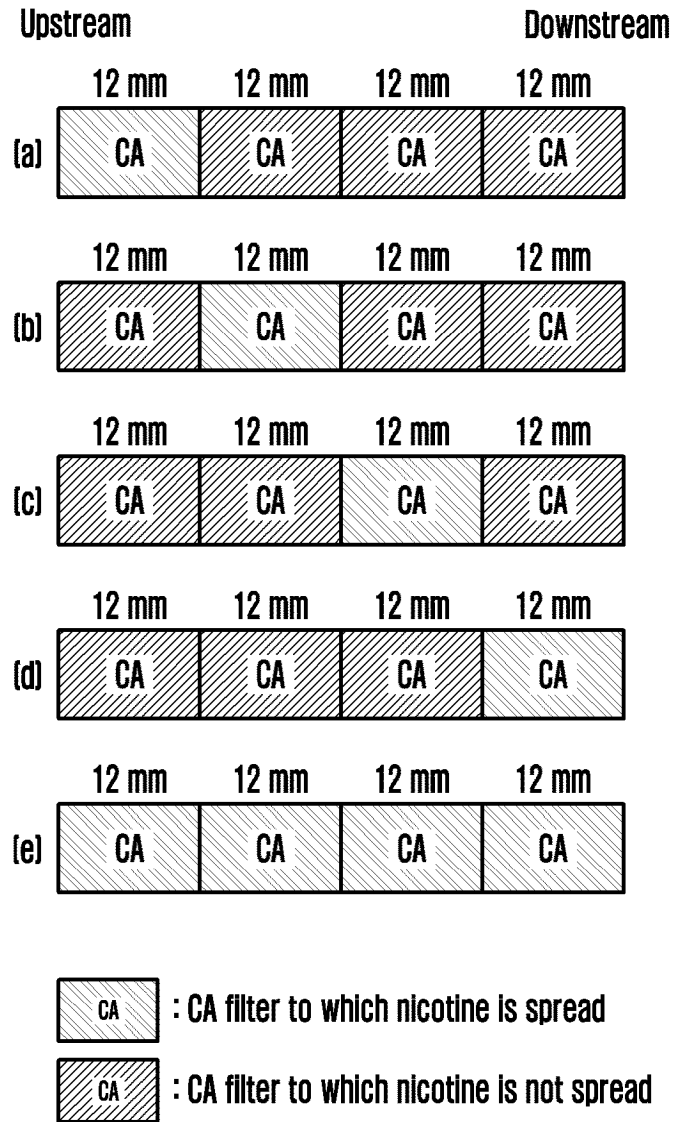 Upstream Downstream
12 mm 12 mm 12 mm 12 mm
(a) CA CA CA CA
12 mm 12 mm 12 mm 12 mm
(b) CA CA CA CA
12 mm 12 mm 12 mm 12 mm
(c) CA CA CA CA
12 mm 12 mm 12 mm 12 mm
(d) CA CA CA CA
12 mm 12 mm 12 mm 12 mm
(e) CA CA CA CA
CA : CA filter to which nicotine is spread
CA : CA filter to which nicotine is not spread